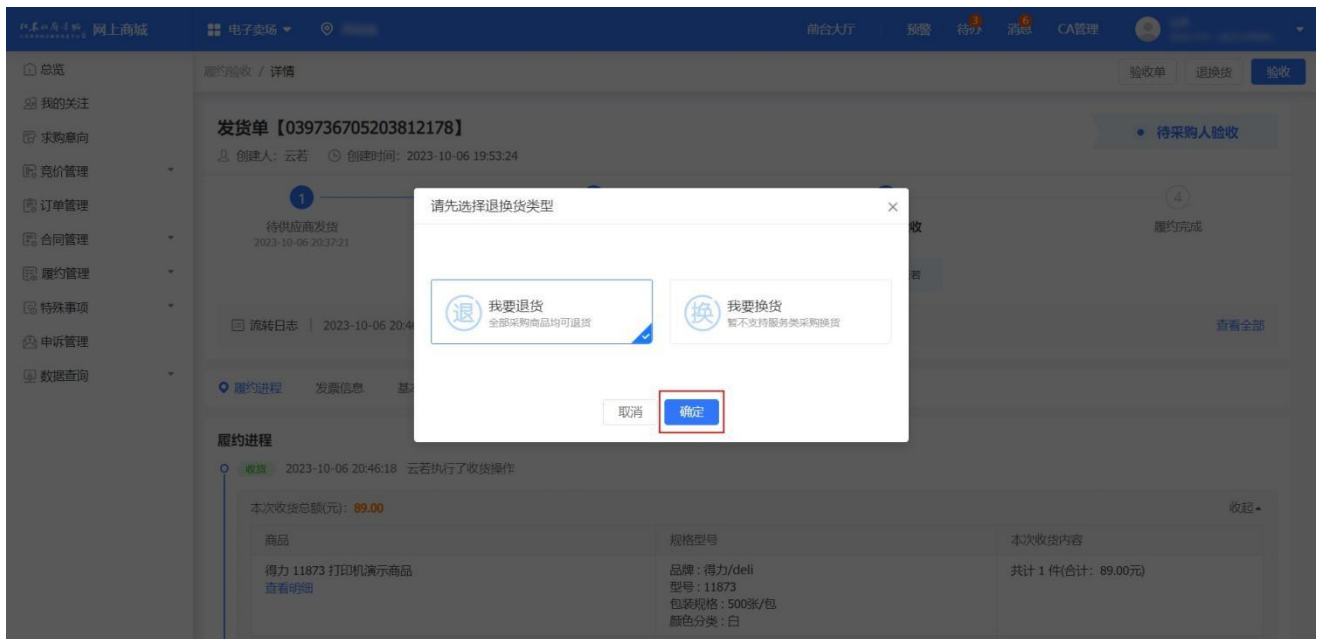 网上商城
电子卖场
前台大厅
预警
待办
3
消息
6
CA管理
总览
我的关注
求购意向
竞价管理
订单管理
合同管理
履约管理
特殊事项
申诉管理
数据查询
履约验收 / 详情
验收单
退换货
验收
发货单【039736705203812178】
创建人：云若 创建时间：2023-10-06 19:53:24
待采购人验收
1
待供应商发货
2023-10-06 20:37:21
收
4
履约完成
若
流转日志 | 2023-10-06 20:4
查看全部
请先选择退换货类型
×
退
我要退货
全部采购商品均可退货
换
我要换货
暂不支持服务类采购换货
取消
确定
履约进程
发票信息
基
履约进程
收货 2023-10-06 20:46:18 云若执行了收货操作
本次收货总额(元)：89.00
收起
商品
规格型号
本次收货内容
得力 11873 打印机演示商品
查看明细
品牌 : 得力/deli
型号 : 11873
包装规格 : 500张/包
颜色分类 : 白
共计 1 件(合计：89.00元)